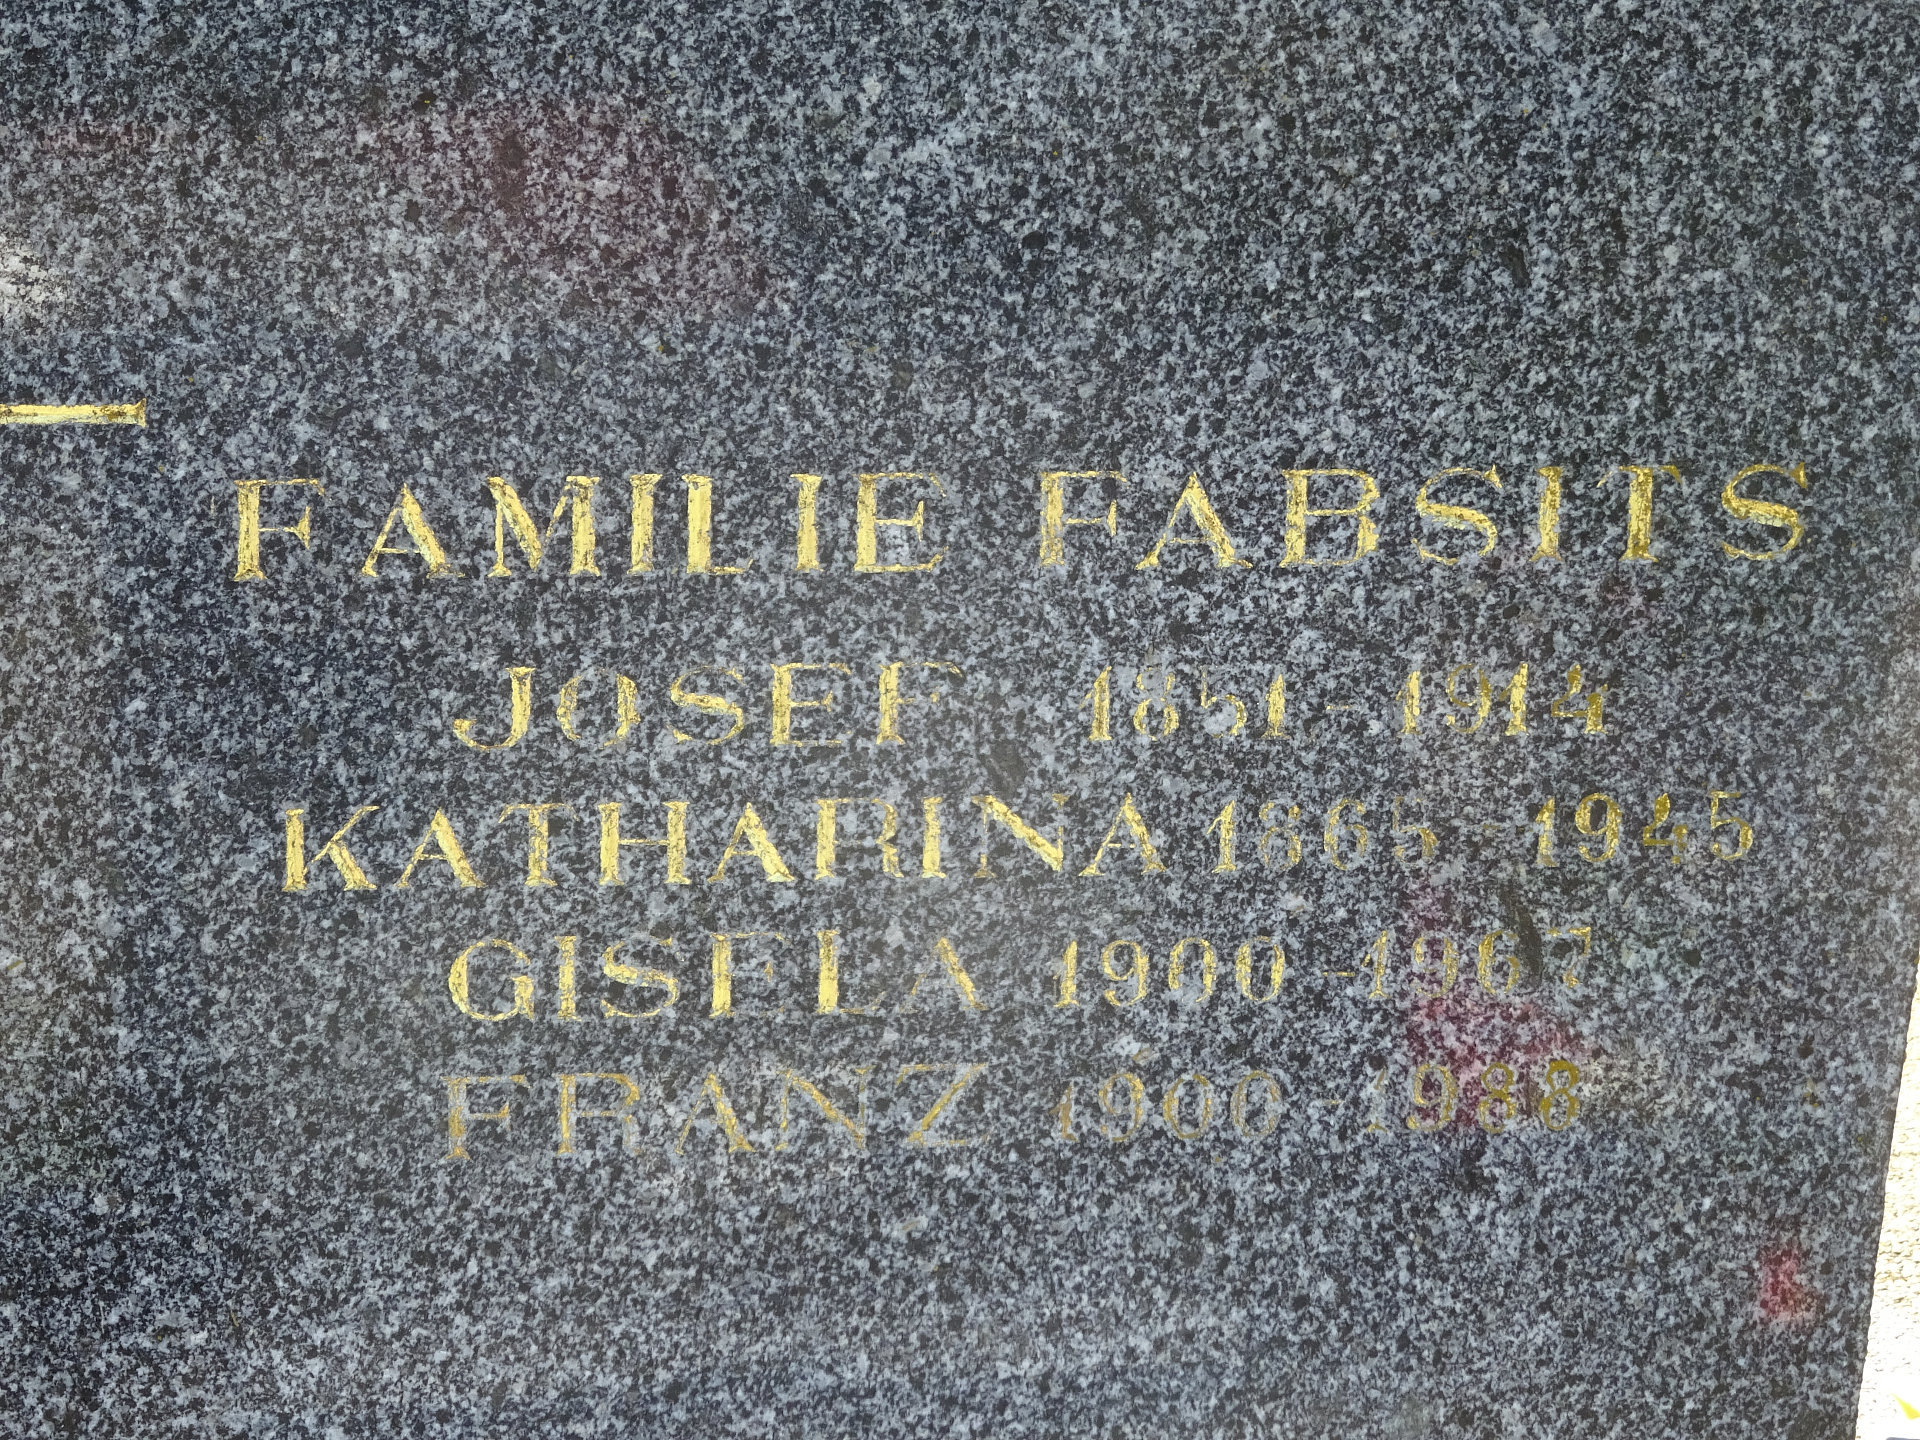 FAMILIE FABSITS
JOSEF 1851 - 1914
KATHARINA 1865 - 1945
GISELA 1900 - 1967
FRANZ 1900 - 1988